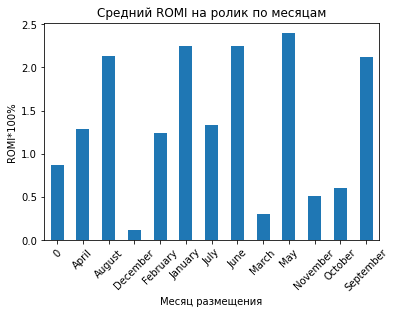 Средний ROMI на ролик по месяцам
ROMI*100%
2.5
2.0
1.5
1.0
0.5
0.0
0
April
August
December
February
January
July
June
March
May
November
October
September
Месяц размещения